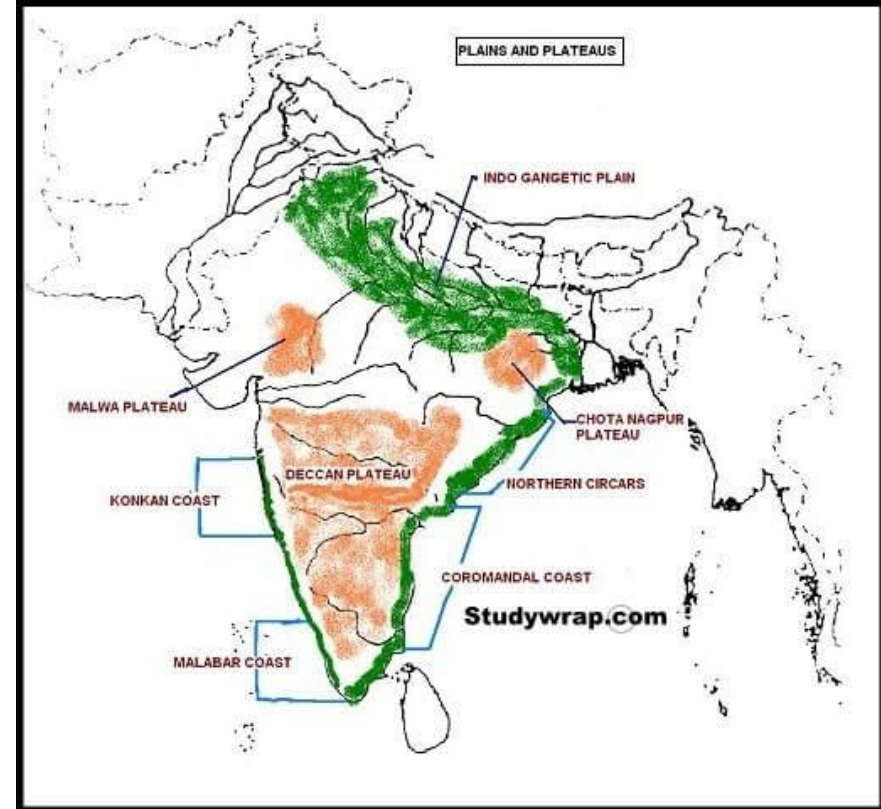 PLAINS AND PLATEAUS
INDO GANGETIC PLAIN
MALWA PLATEAU
CHOTA NAGPUR
PLATEAU
DECCAN PLATEAU
NORTHERN CIRCARS
KONKAN COAST
COROMANDAL COAST
Studywrap.com
MALABAR COAST